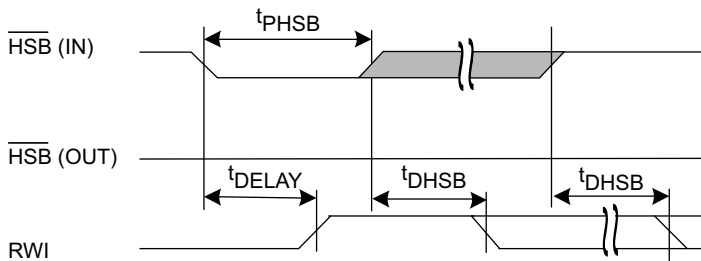 tPHSB
HSB (IN)
HSB (OUT)
tDELAY tDHSB tDHSB
RWI